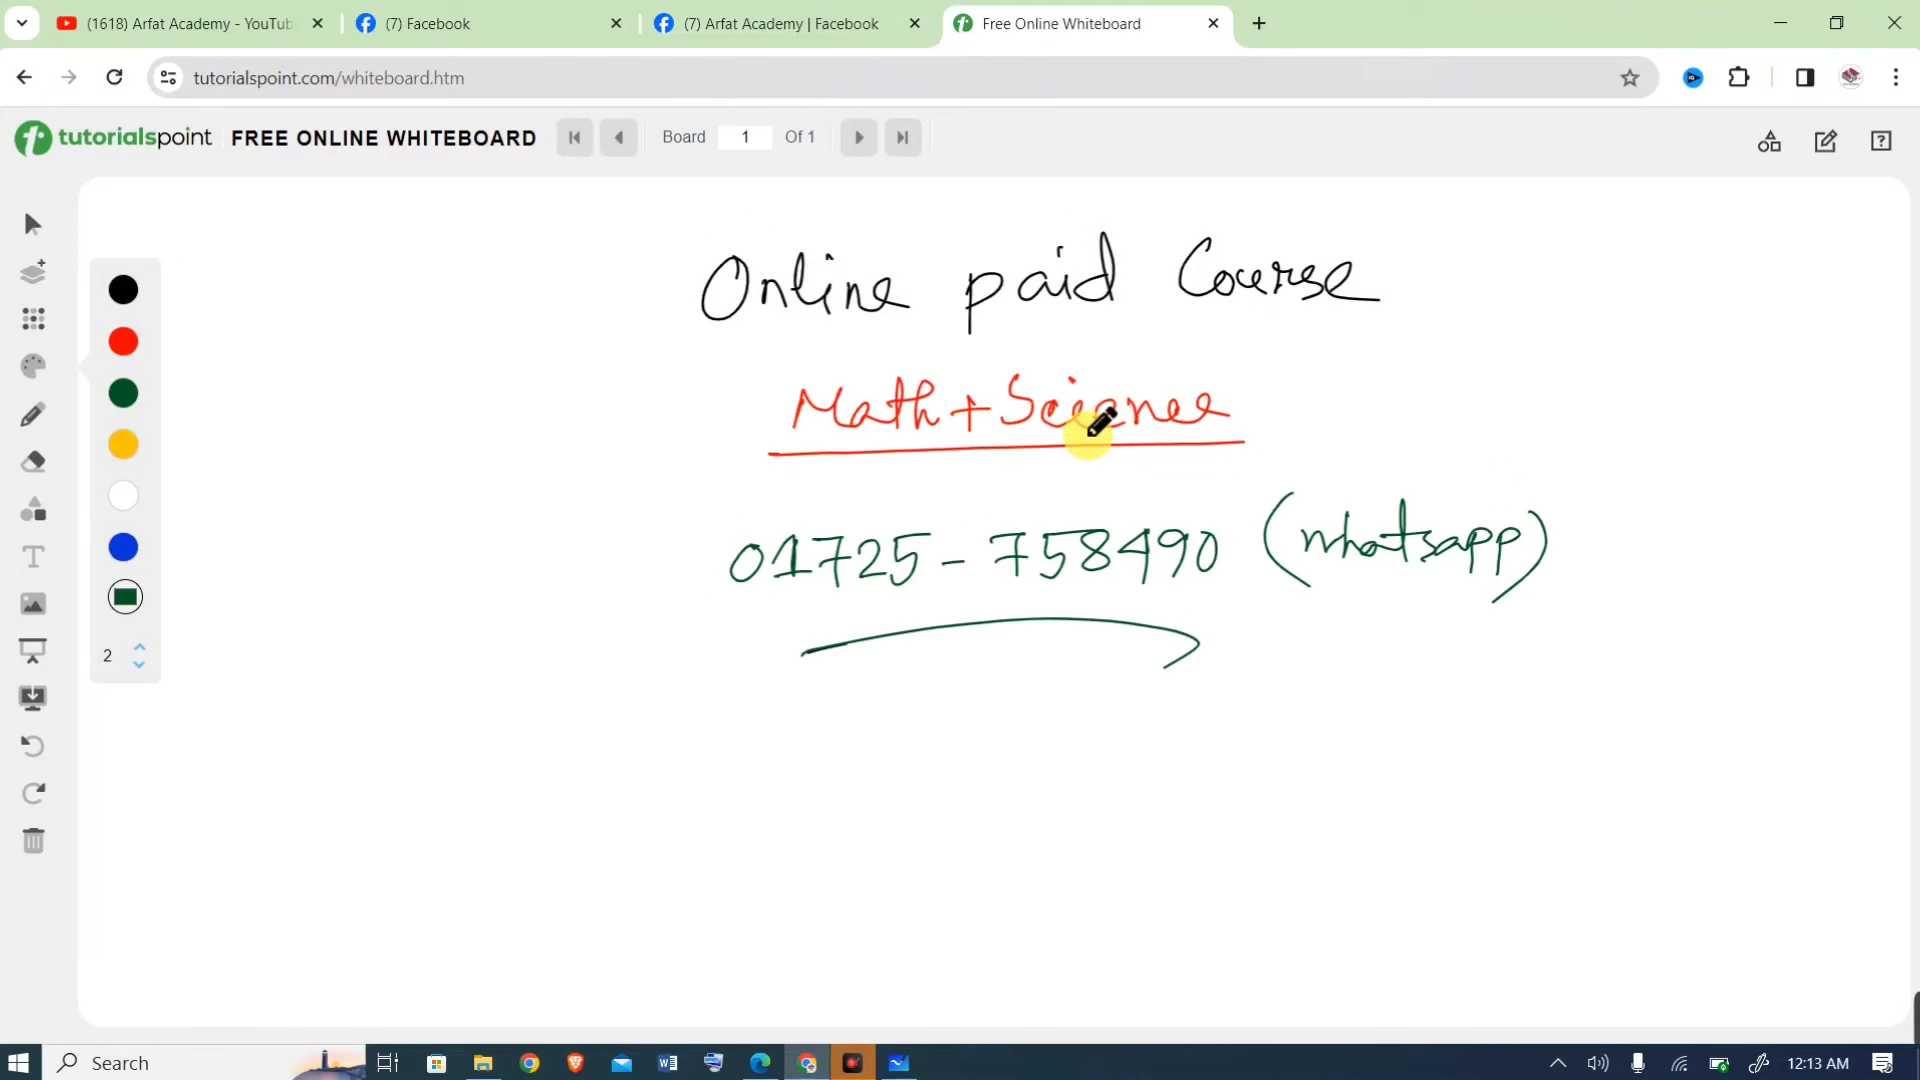 (1618) Arfat Academy - YouTub
(7) Facebook
(7) Arfat Academy | Facebook
Free Online Whiteboard
tutorialspoint.com/whiteboard.htm
tutorialspoint FREE ONLINE WHITEBOARD Board 1 Of 1
Online paid Course
Math+Science
01725-758490 (whatsapp)
2
Search
12:13 AM